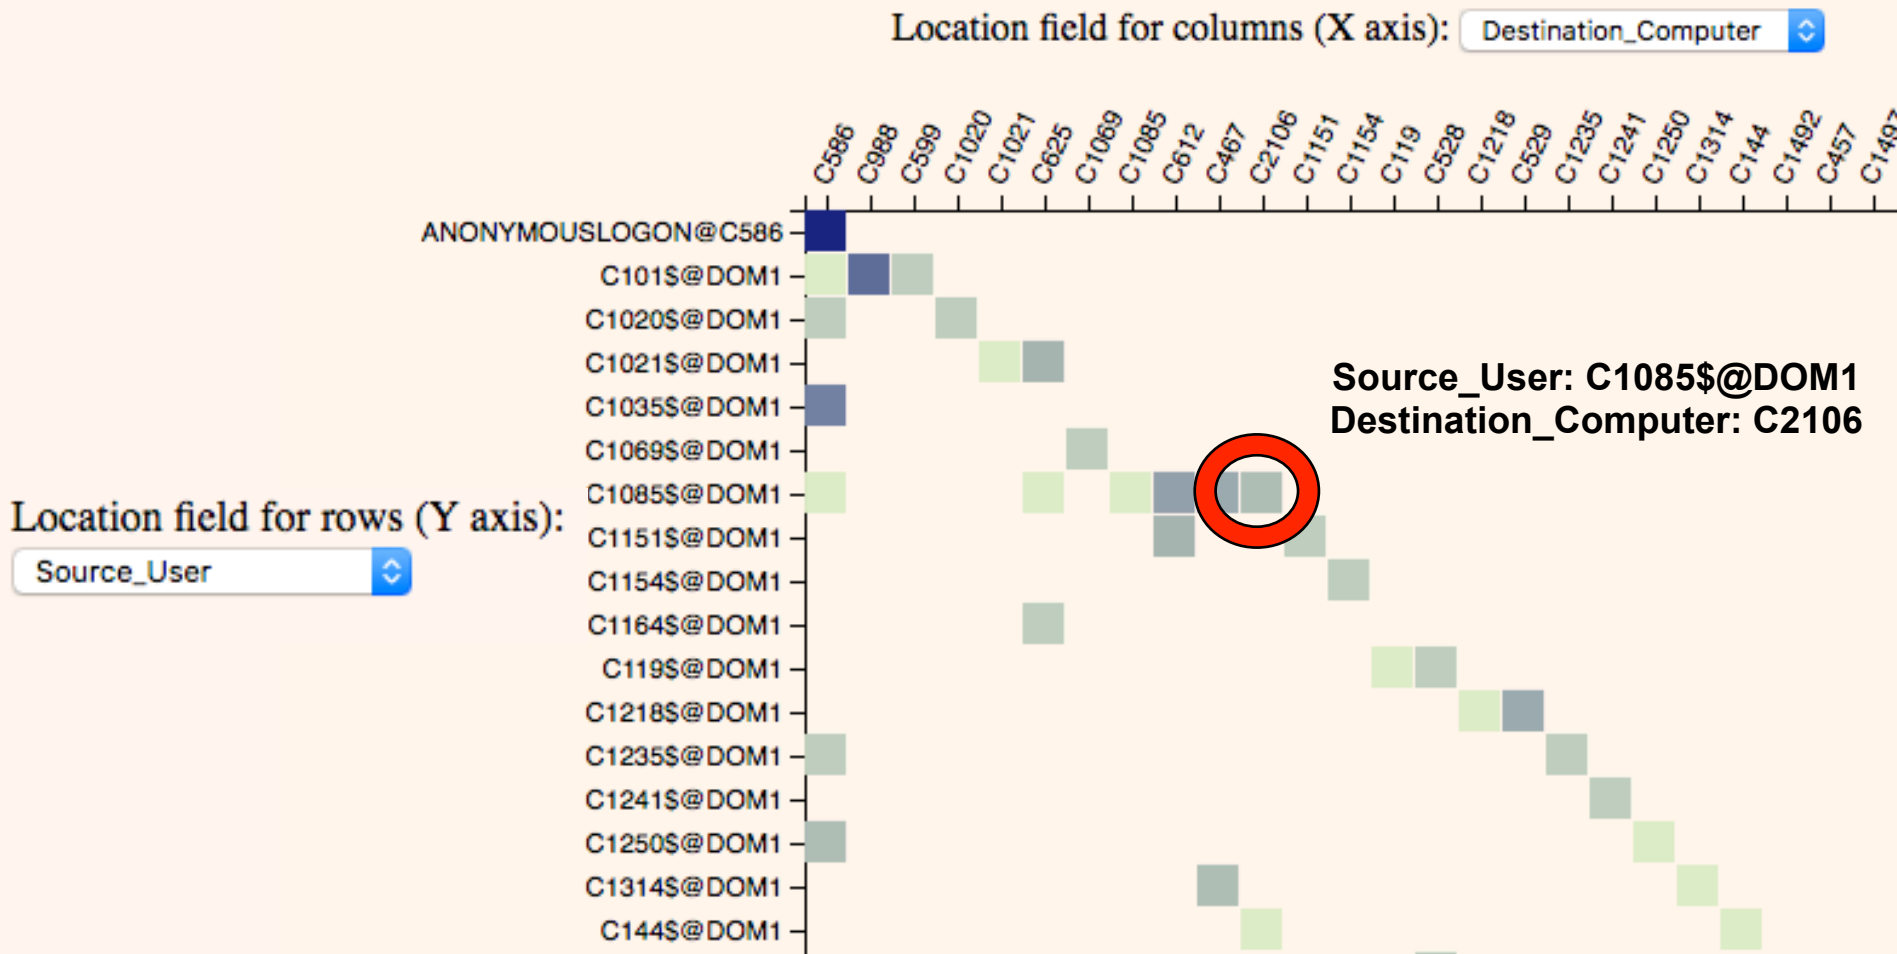 Location field for columns (X axis): Destination_Computer
C586 C988 C599 C1020 C1021 C625 C1069 C1085 C612 C467 C2106 C1151 C1154 C119 C528 C1218 C529 C1235 C1241 C1250 C1314 C144 C1492 C457
ANONYMOUSLOGON@C586
C101$@DOM1
C1020$@DOM1
C1021$@DOM1
C1035$@DOM1
C1069$@DOM1
C1085$@DOM1
C1151$@DOM1
C1154$@DOM1
C1164$@DOM1
C119$@DOM1
C1218$@DOM1
C1235$@DOM1
C1241$@DOM1
C1250$@DOM1
C1314$@DOM1
C144$@DOM1
Source_User: C1085$@DOM1
Destination_Computer: C2106
Location field for rows (Y axis):
Source_User